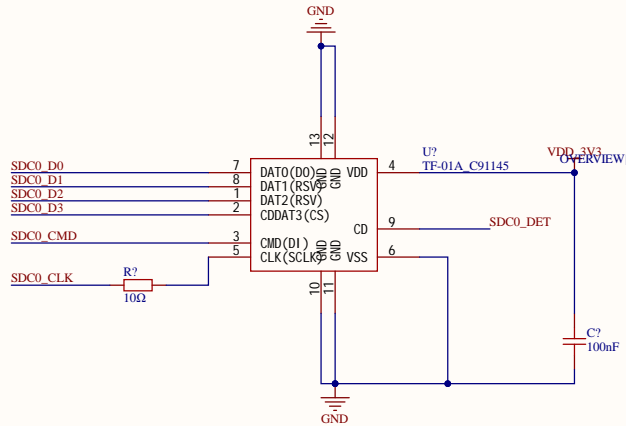 GND
13
12
U?
TF-01A_C91145
VDD_3V3
OVERVIEW
SDC0_D0
7
DAT0(DO)
GND
GND
VDD
4
SDC0_D1
8
DAT1(RSV)
SDC0_D2
1
DAT2(RSV)
SDC0_D3
2
CDDAT3(CS)
CD
9
SDC0_DET
SDC0_CMD
3
CMD(DI)
GND
GND
5
CLK(SCLK)
VSS
6
SDC0_CLK
R?
10Ω
10
11
C?
100nF
GND